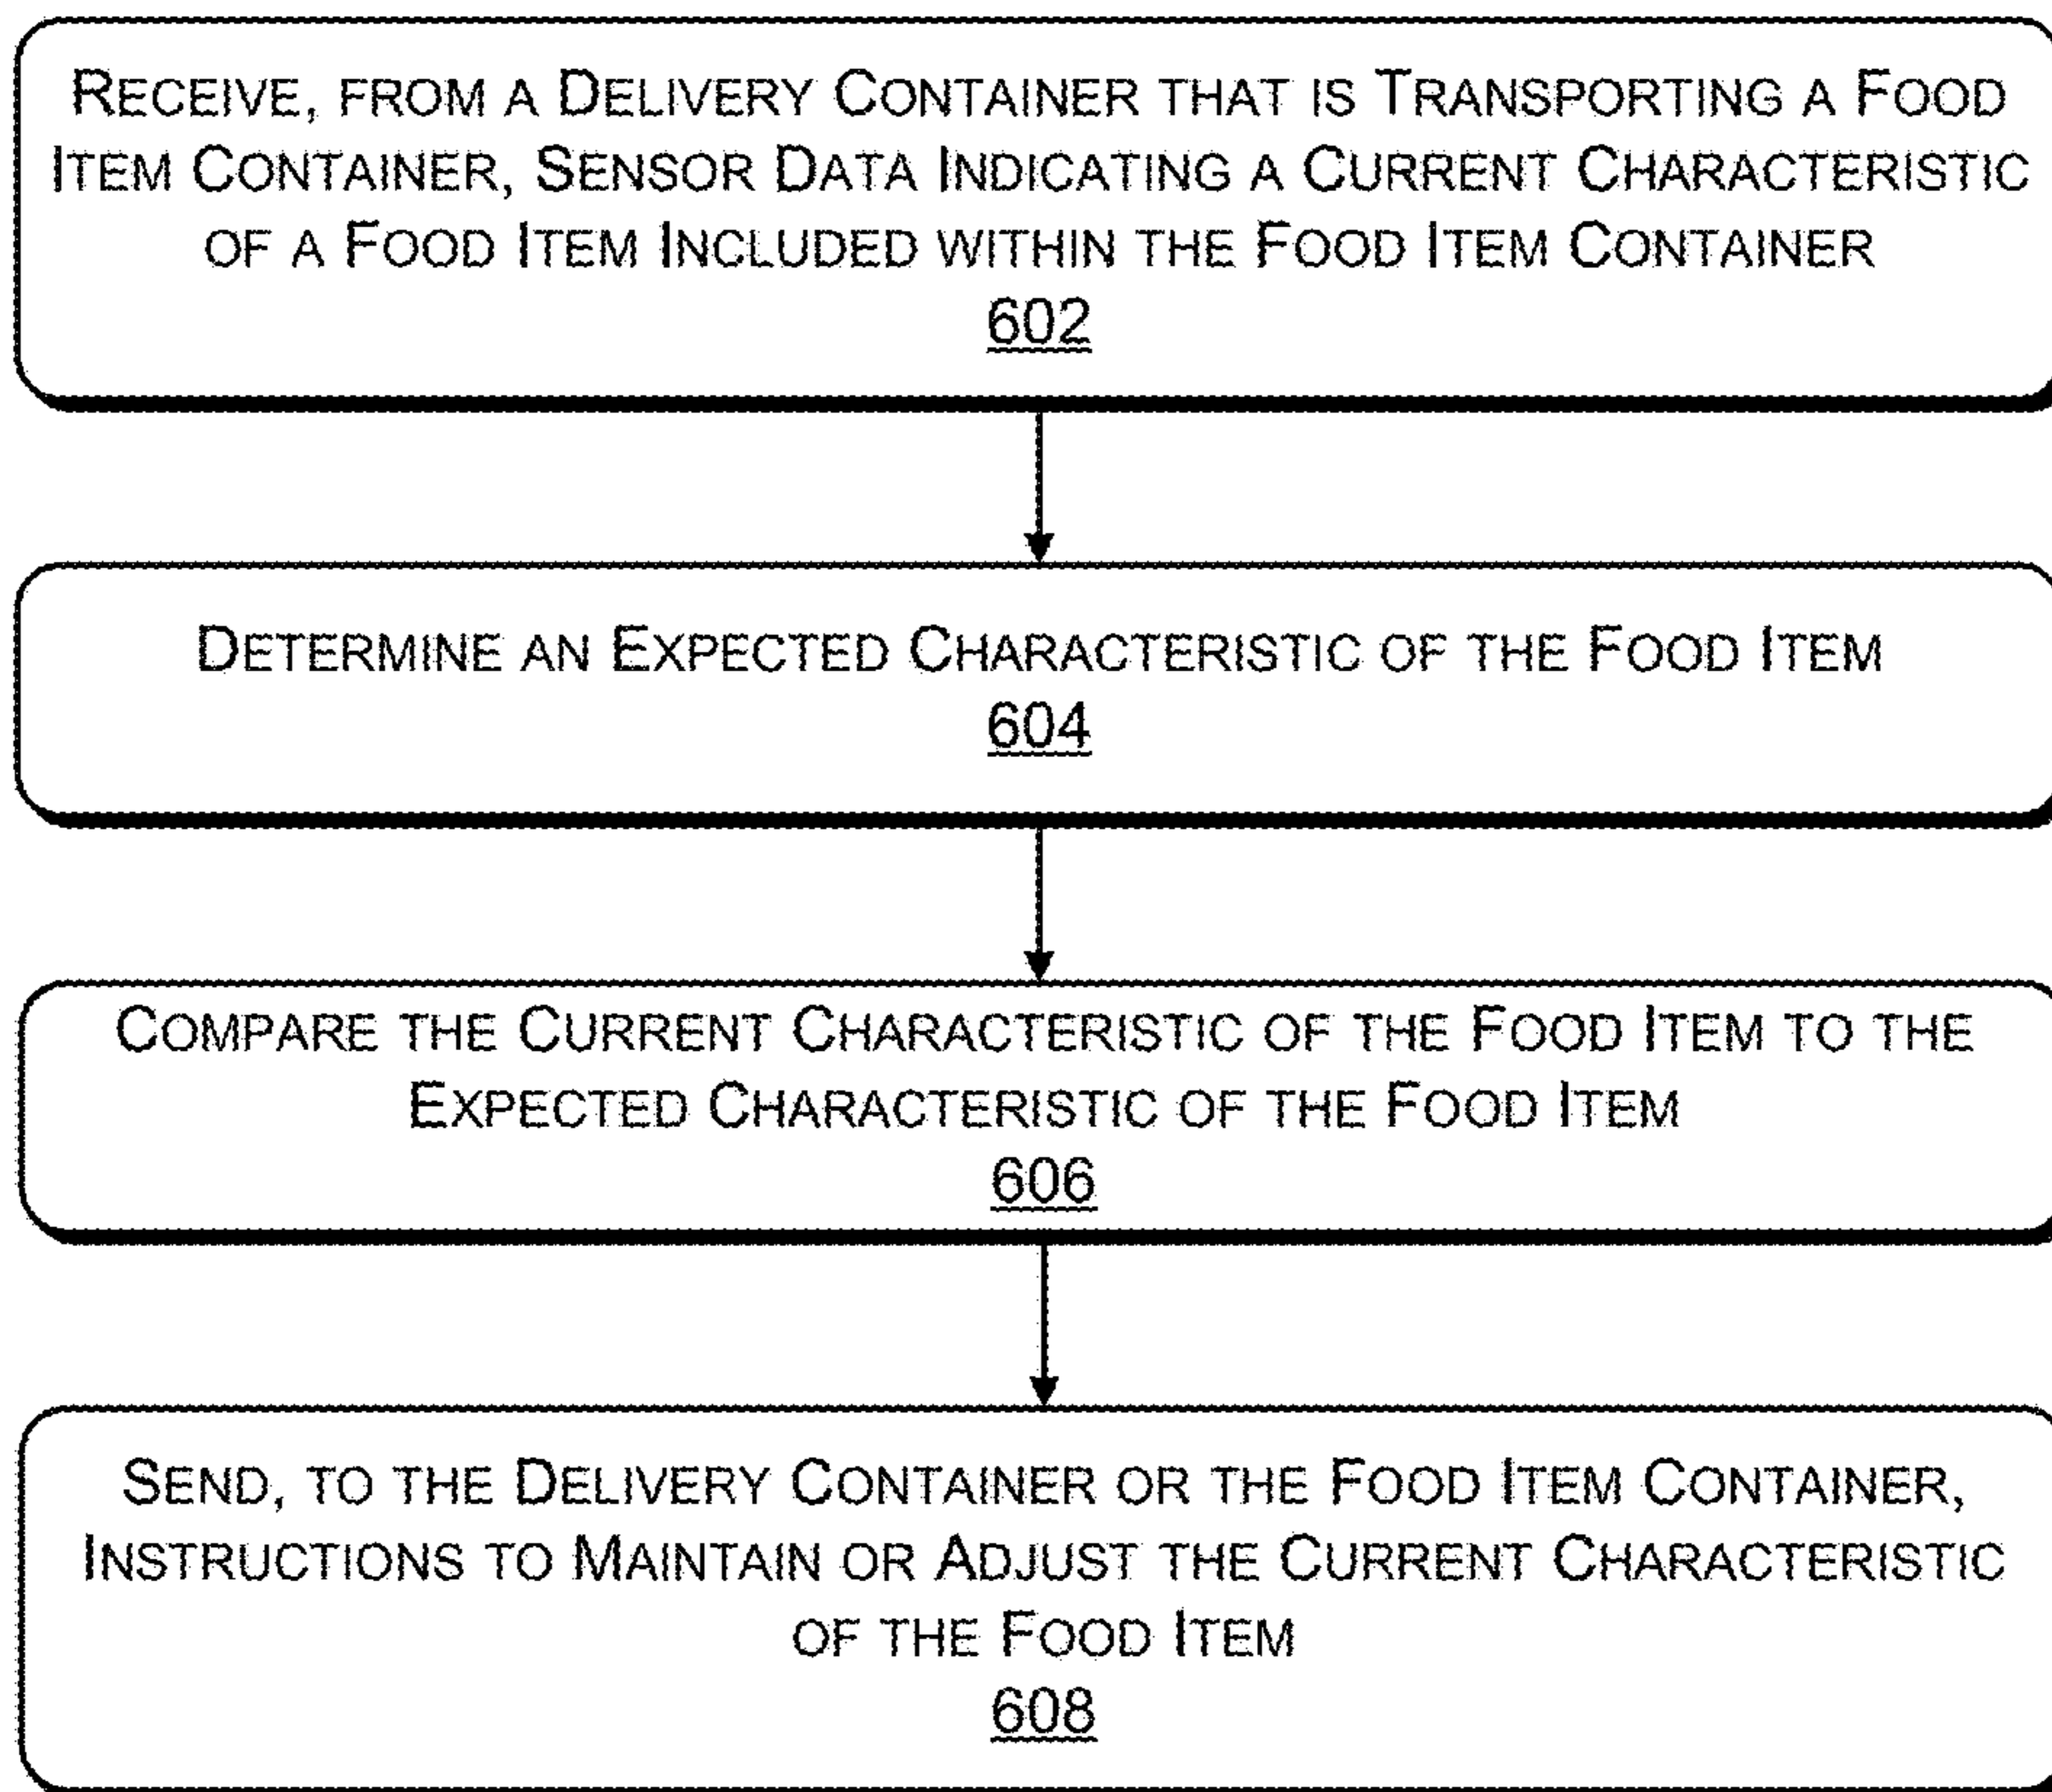 RECEIVE, FROM A DELIVERY CONTAINER THAT IS TRANSPORTING A FOOD
ITEM CONTAINER, SENSOR DATA INDICATING A CURRENT CHARACTERISTIC
OF A FOOD ITEM INCLUDED WITHIN THE FOOD ITEM CONTAINER
602
DETERMINE AN EXPECTED CHARACTERISTIC OF THE FOOD ITEM
604
COMPARE THE CURRENT CHARACTERISTIC OF THE FOOD ITEM TO THE
EXPECTED CHARACTERISTIC OF THE FOOD ITEM
606
SEND, TO THE DELIVERY CONTAINER OR THE FOOD ITEM CONTAINER,
INSTRUCTIONS TO MAINTAIN OR ADJUST THE CURRENT CHARACTERISTIC
OF THE FOOD ITEM
608